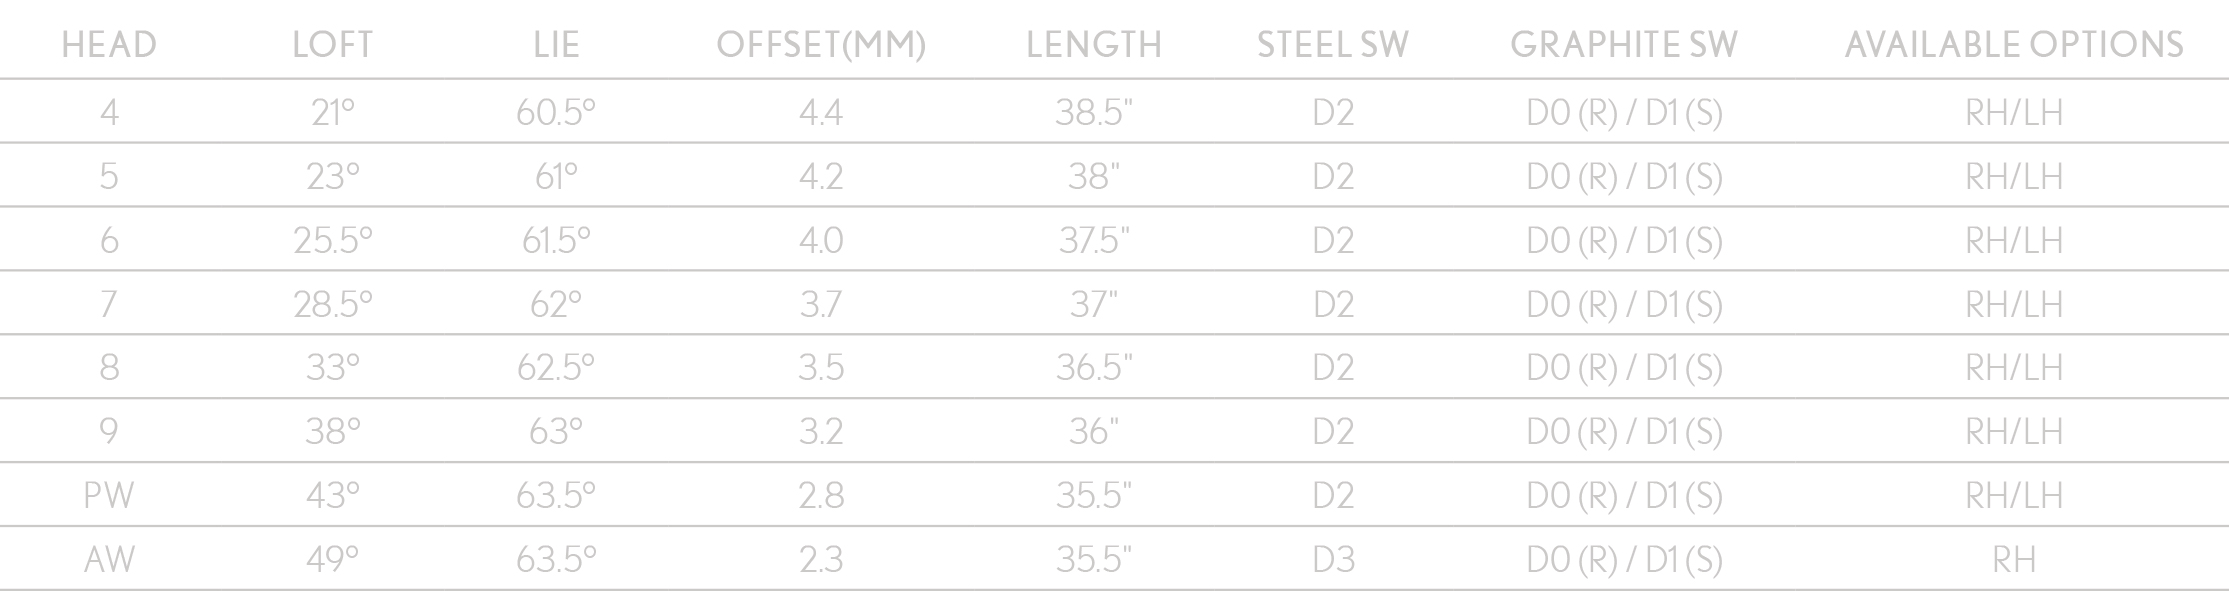 HEAD LOFT LIE OFFSET(MM) LENGTH STEEL SW GRAPHITE SW AVAILABLE OPTIONS
4 21° 60.5° 4.4 38.5" D2 D0 (R) / D1 (S) RH/LH
5 23° 61° 4.2 38" D2 D0 (R) / D1 (S) RH/LH
6 25.5° 61.5° 4.0 37.5" D2 D0 (R) / D1 (S) RH/LH
7 28.5° 62° 3.7 37" D2 D0 (R) / D1 (S) RH/LH
8 33° 62.5° 3.5 36.5" D2 D0 (R) / D1 (S) RH/LH
9 38° 63° 3.2 36" D2 D0 (R) / D1 (S) RH/LH
PW 43° 63.5° 2.8 35.5" D2 D0 (R) / D1 (S) RH/LH
AW 49° 63.5° 2.3 35.5" D3 D0 (R) / D1 (S) RH